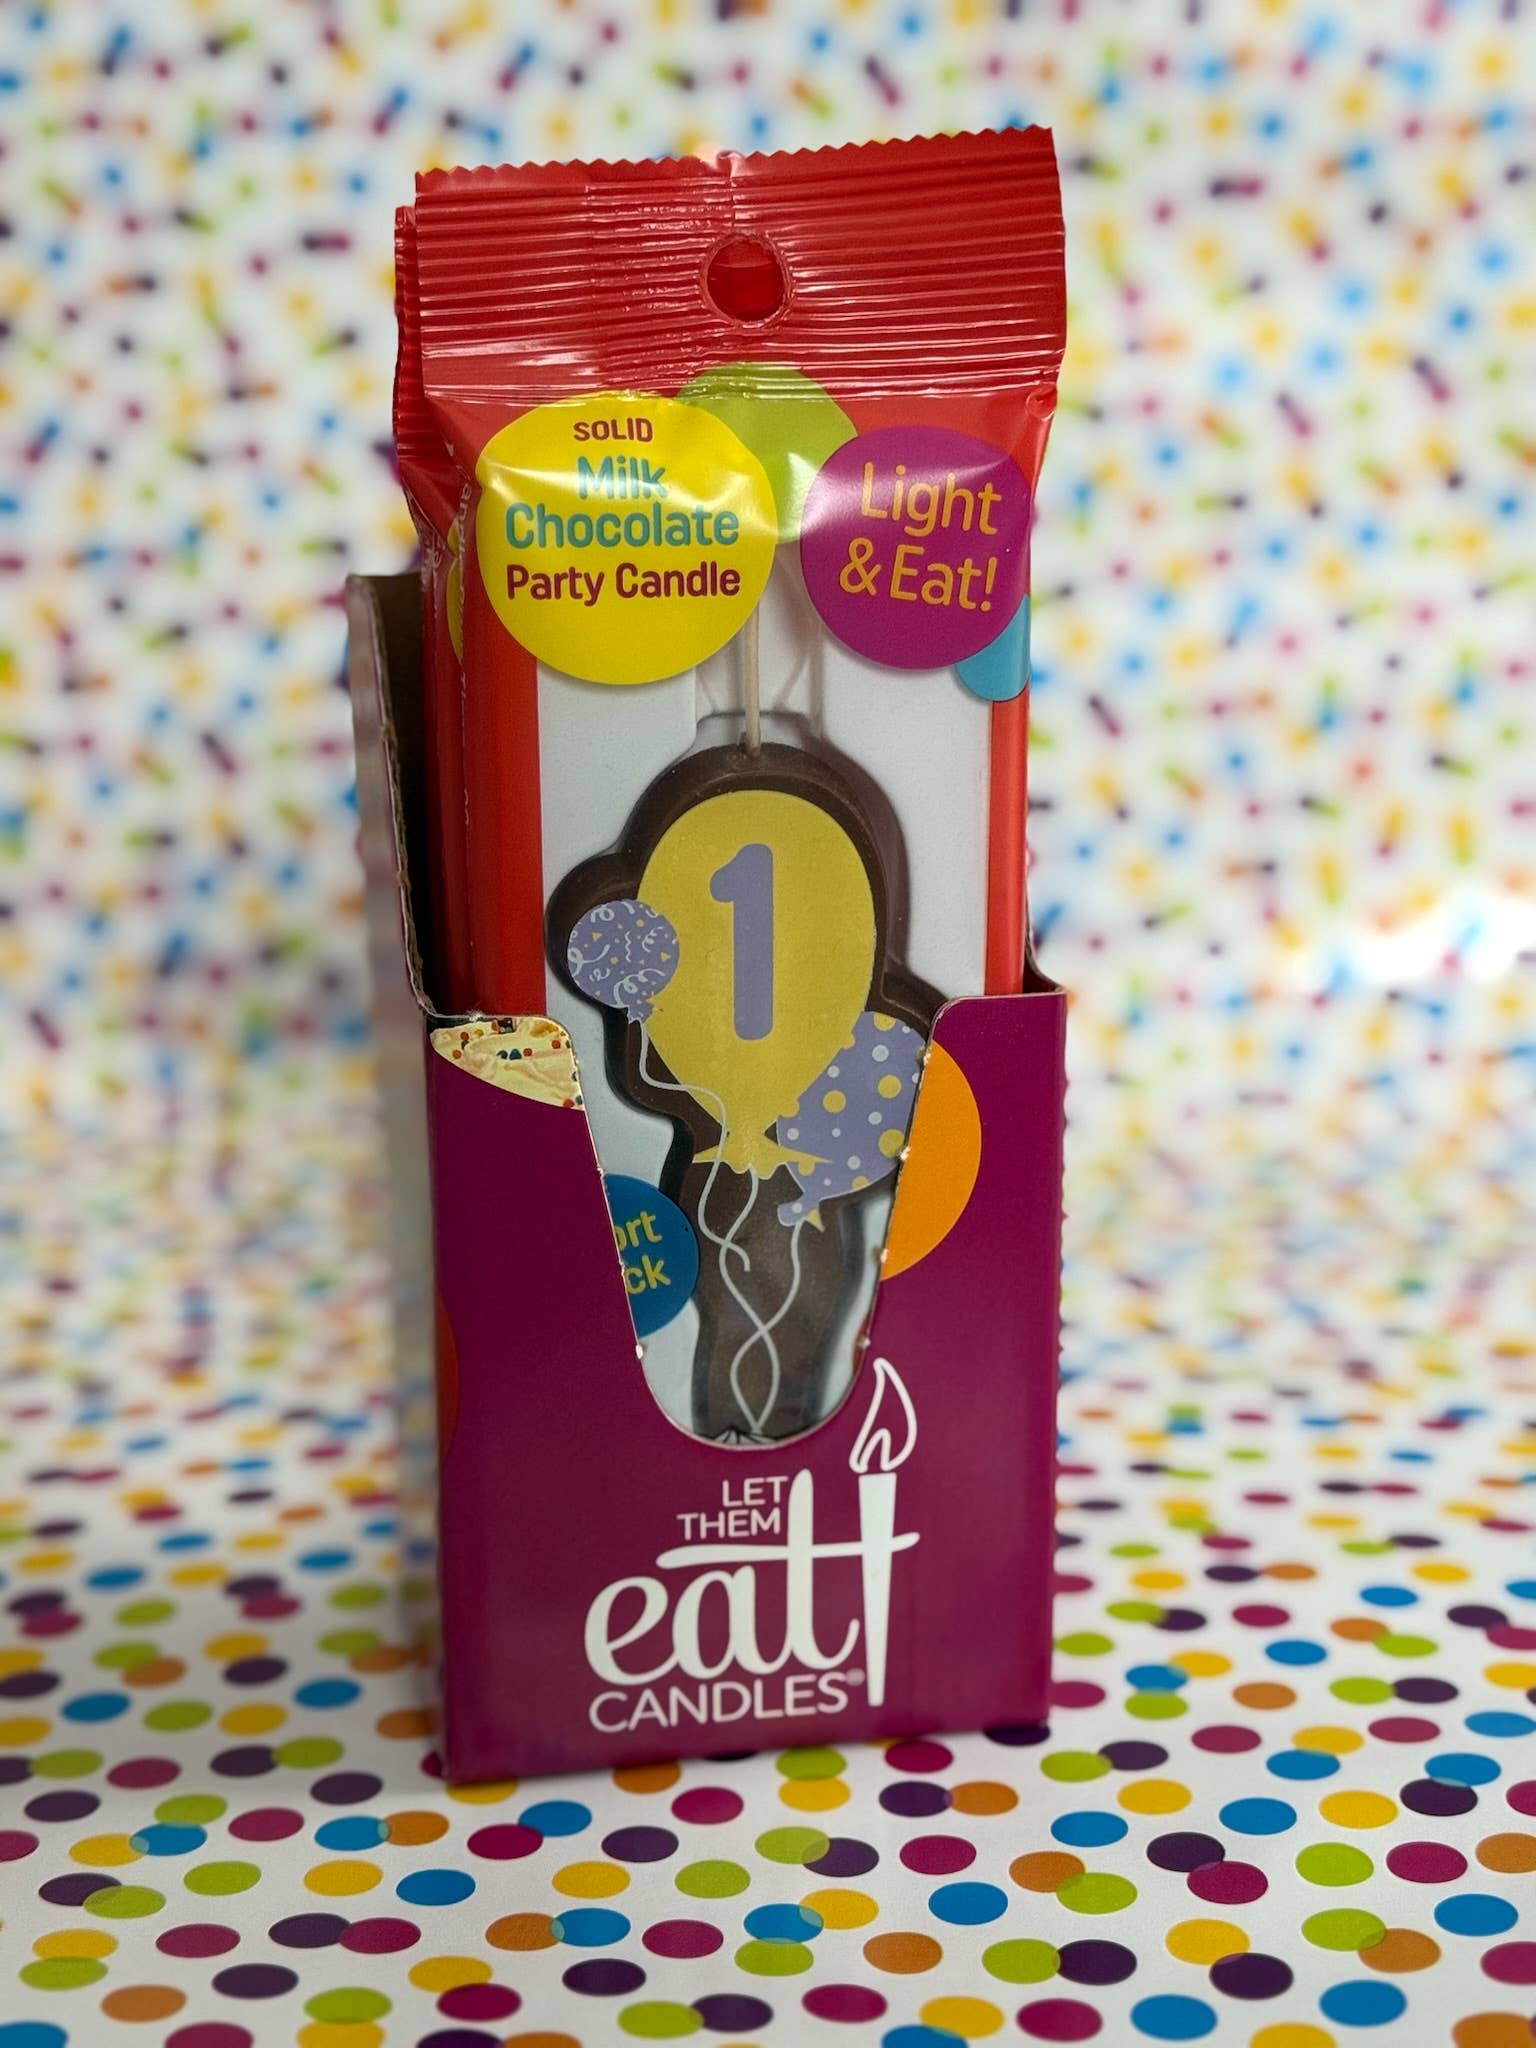 SOLID
Milk
Chocolate
Party Candle
Light
& Eat!
1
LET
THEM
eat
CANDLES®